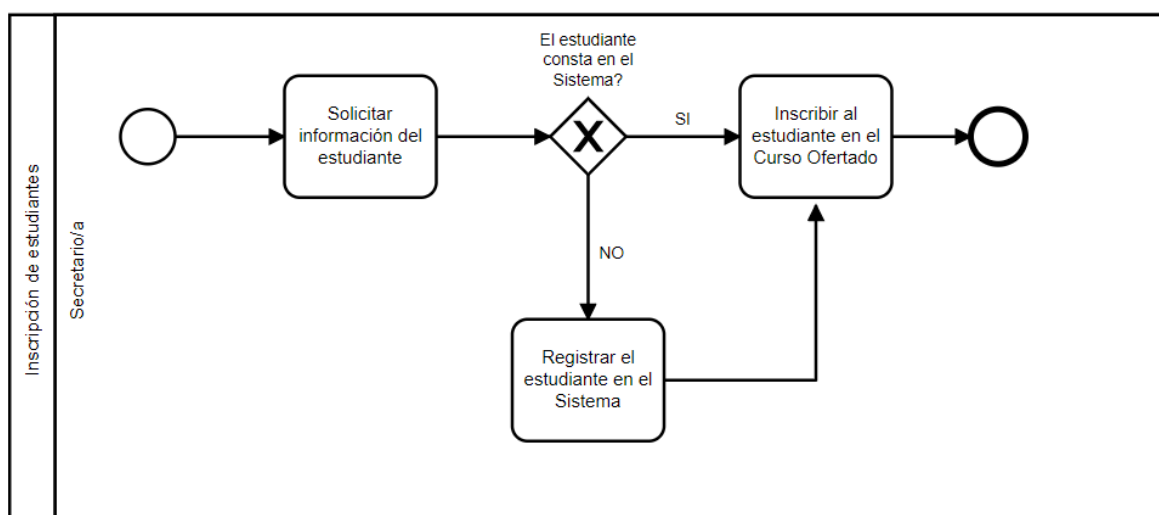 Inscripción de estudiantes
Secretario/a
Solicitar
información del
estudiante
El estudiante
consta en el
Sistema?
SI
Inscribir al
estudiante en el
Curso Ofertado
NO
Registrar el
estudiante en el
Sistema